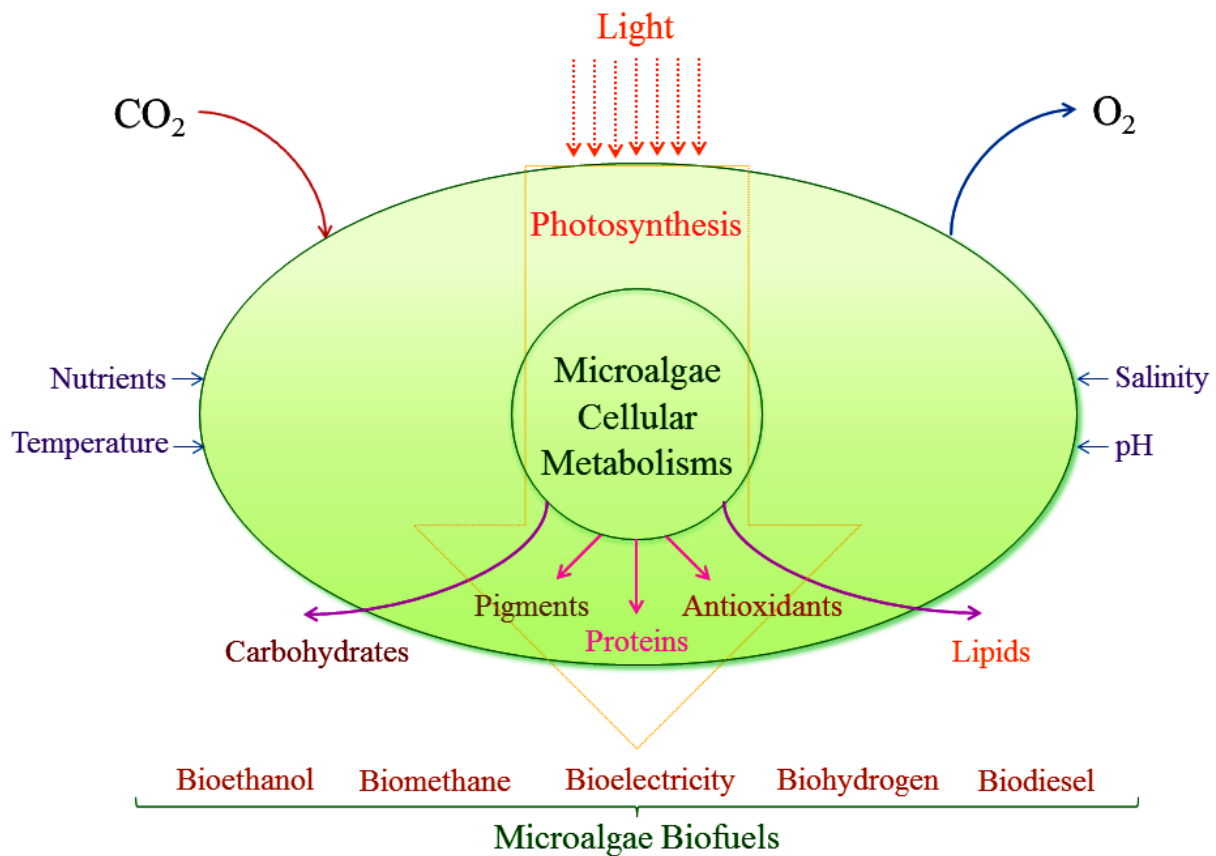 Light
CO₂
O₂
Photosynthesis
Microalgae
Cellular
Metabolisms
Nutrients
Salinity
Temperature
pH
Pigments
Antioxidants
Proteins
Carbohydrates
Lipids
Bioethanol Biomethane Bioelectricity Biohydrogen Biodiesel
Microalgae Biofuels